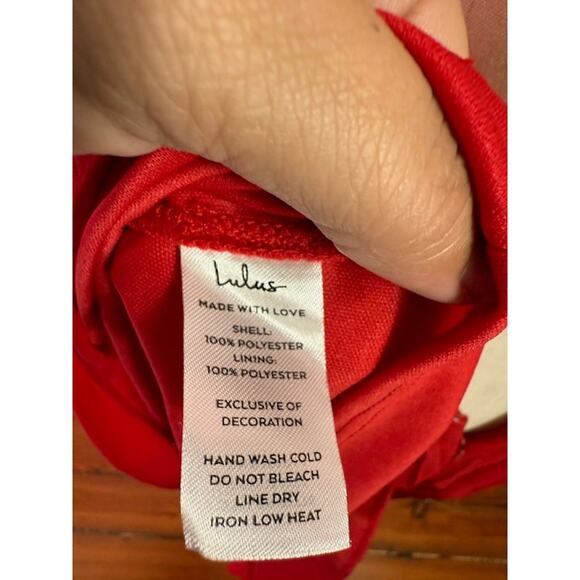 Lulus
MADE WITH LOVE
SHELL:
100% POLYESTER
LINING:
100% POLYESTER
EXCLUSIVE OF
DECORATION
HAND WASH COLD
DO NOT BLEACH
LINE DRY
IRON LOW HEAT